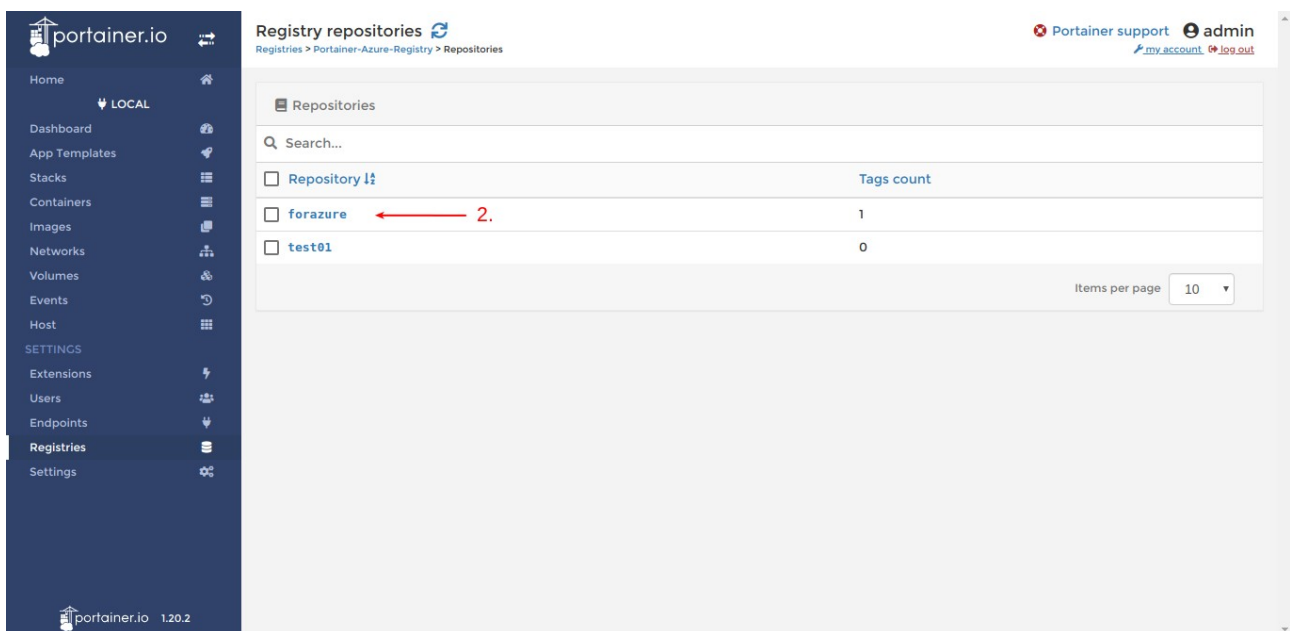 portainer.io
Home
LOCAL
Dashboard
App Templates
Stacks
Containers
Images
Networks
Volumes
Events
Host
SETTINGS
Extensions
Users
Endpoints
Registries
Settings
portainer.io 1.20.2
Registry repositories
Registries > Portainer-Azure-Registry > Repositories
Portainer support admin
my account log out
Repositories
Search...
Repository Tags count
forazure 2. 1
test01 0
Items per page 10